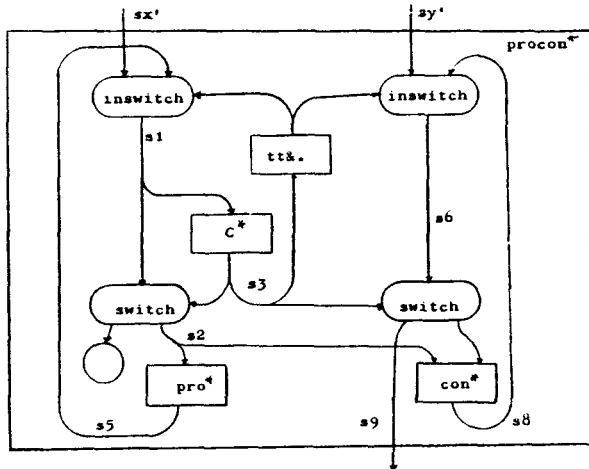 sx' sy'
procon*
inswitch inswitch
s1
tt&.
C* s6
s3
switch switch
s2
pro* con*
s5 s9 s8